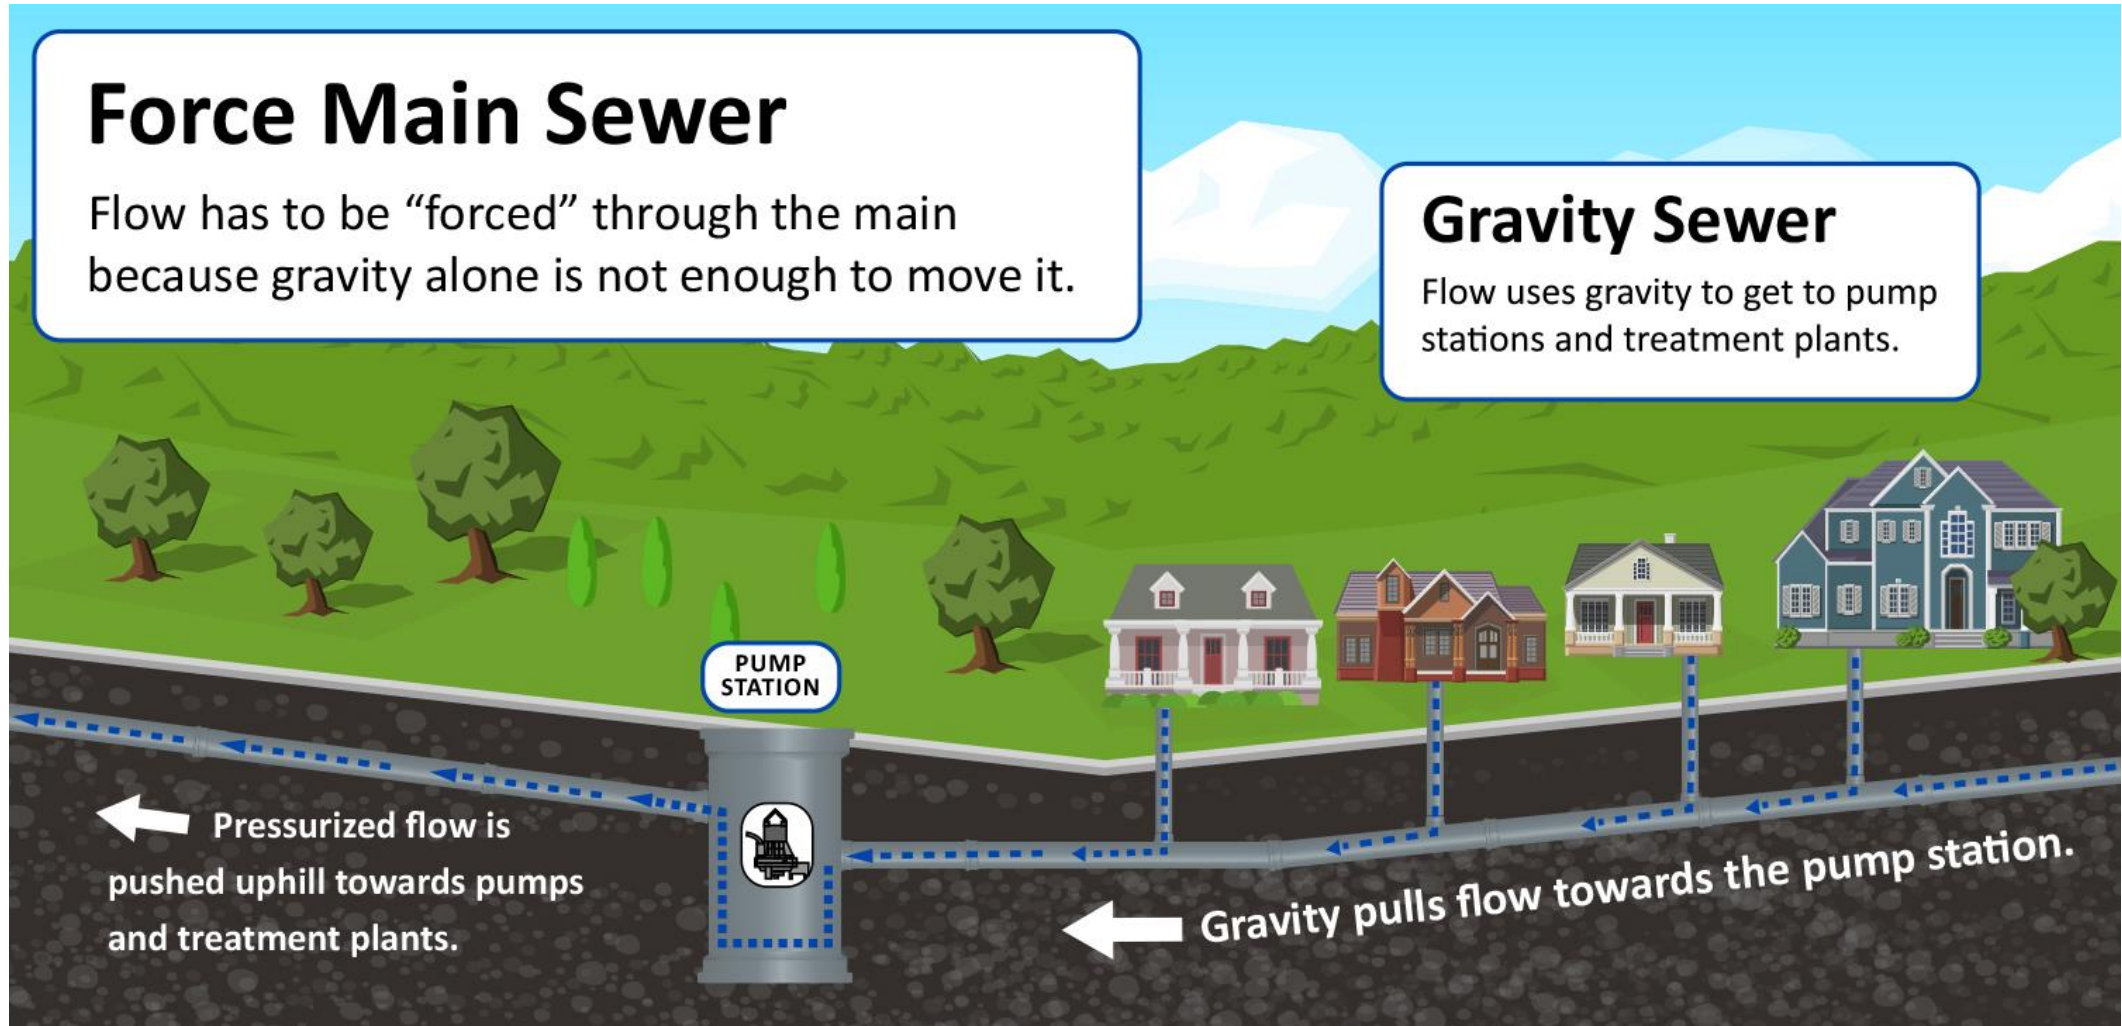 Force Main Sewer
Flow has to be “forced” through the main
because gravity alone is not enough to move it.
Gravity Sewer
Flow uses gravity to get to pump
stations and treatment plants.
PUMP
STATION
Pressurized flow is
pushed uphill towards pumps
and treatment plants.
Gravity pulls flow towards the pump station.